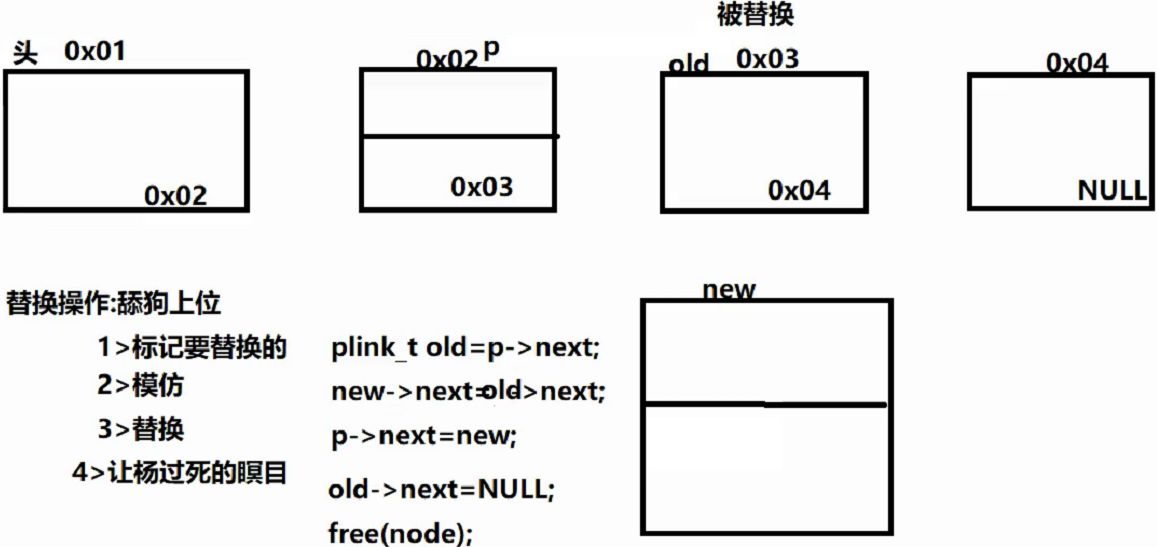 被替换
头 0x01
0x02 p
old 0x03
0x04
0x02
0x03
0x04
NULL
new
替换操作:舔狗上位
1>标记要替换的 plink_t old=p->next;
2>模仿 new->next=old->next;
3>替换 p->next=new;
4>让杨过死的瞑目 old->next=NULL;
free(node);